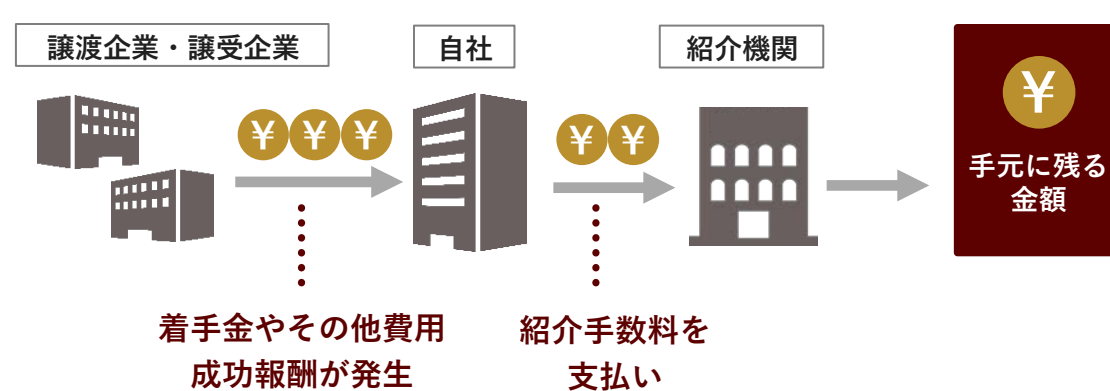 譲渡企業・譲受企業
自社
紹介機関
¥ ¥ ¥
¥ ¥
¥
手元に残る
金額
着手金やその他費用
成功報酬が発生
紹介手数料を
支払い